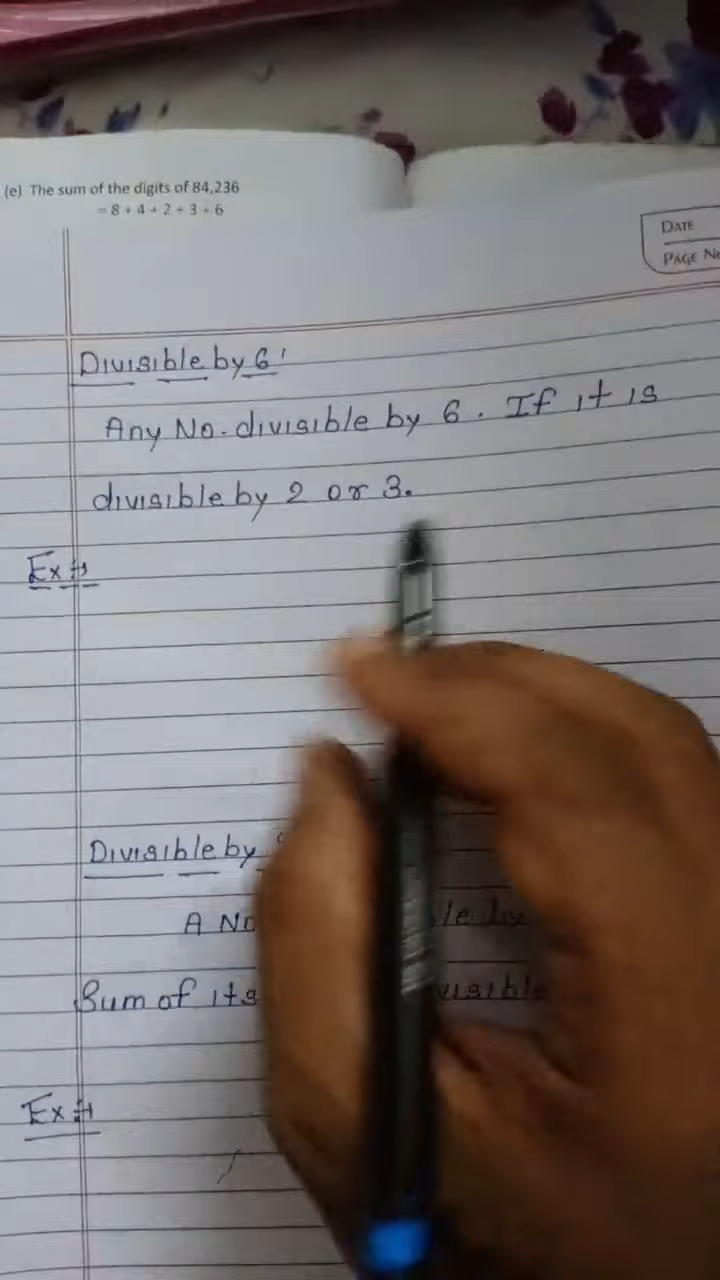 (e) The sum of the digits of 84,236
= 8 + 4 + 2 + 3 + 6
DATE
PAGE
Divisible by 6
Any No. divisible by 6. If it is
divisible by 2 or 3.
Ex
Divisible by
A
Sum of its
Ex